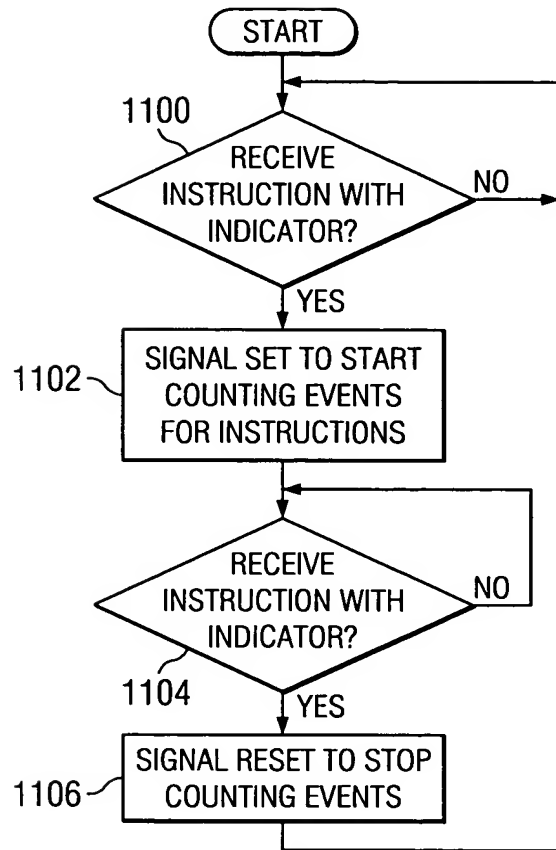 START
1100
RECEIVE
INSTRUCTION WITH
INDICATOR?
NO
YES
1102
SIGNAL SET TO START
COUNTING EVENTS
FOR INSTRUCTIONS
RECEIVE
INSTRUCTION WITH
INDICATOR?
NO
1104
YES
1106
SIGNAL RESET TO STOP
COUNTING EVENTS